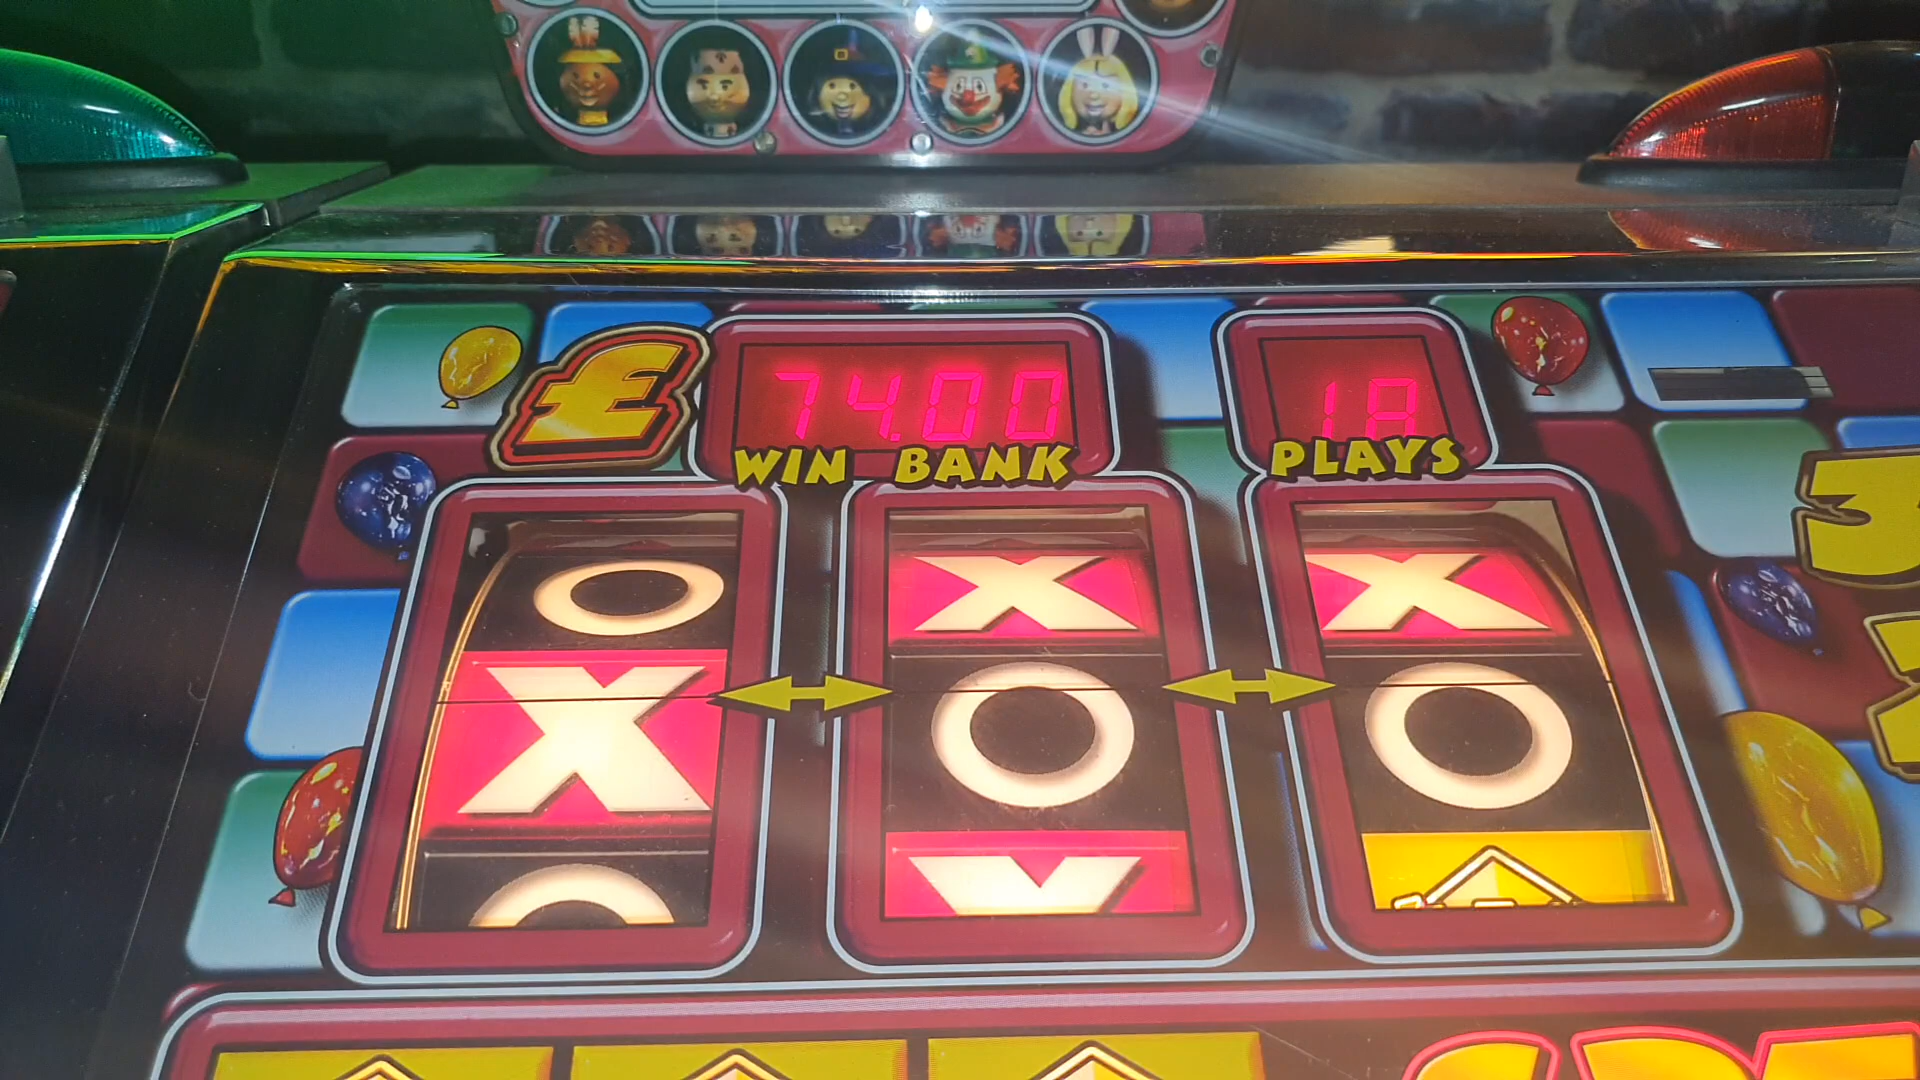 £ 74.00 18
WIN BANK PLAYS
O X X
X O O
O X